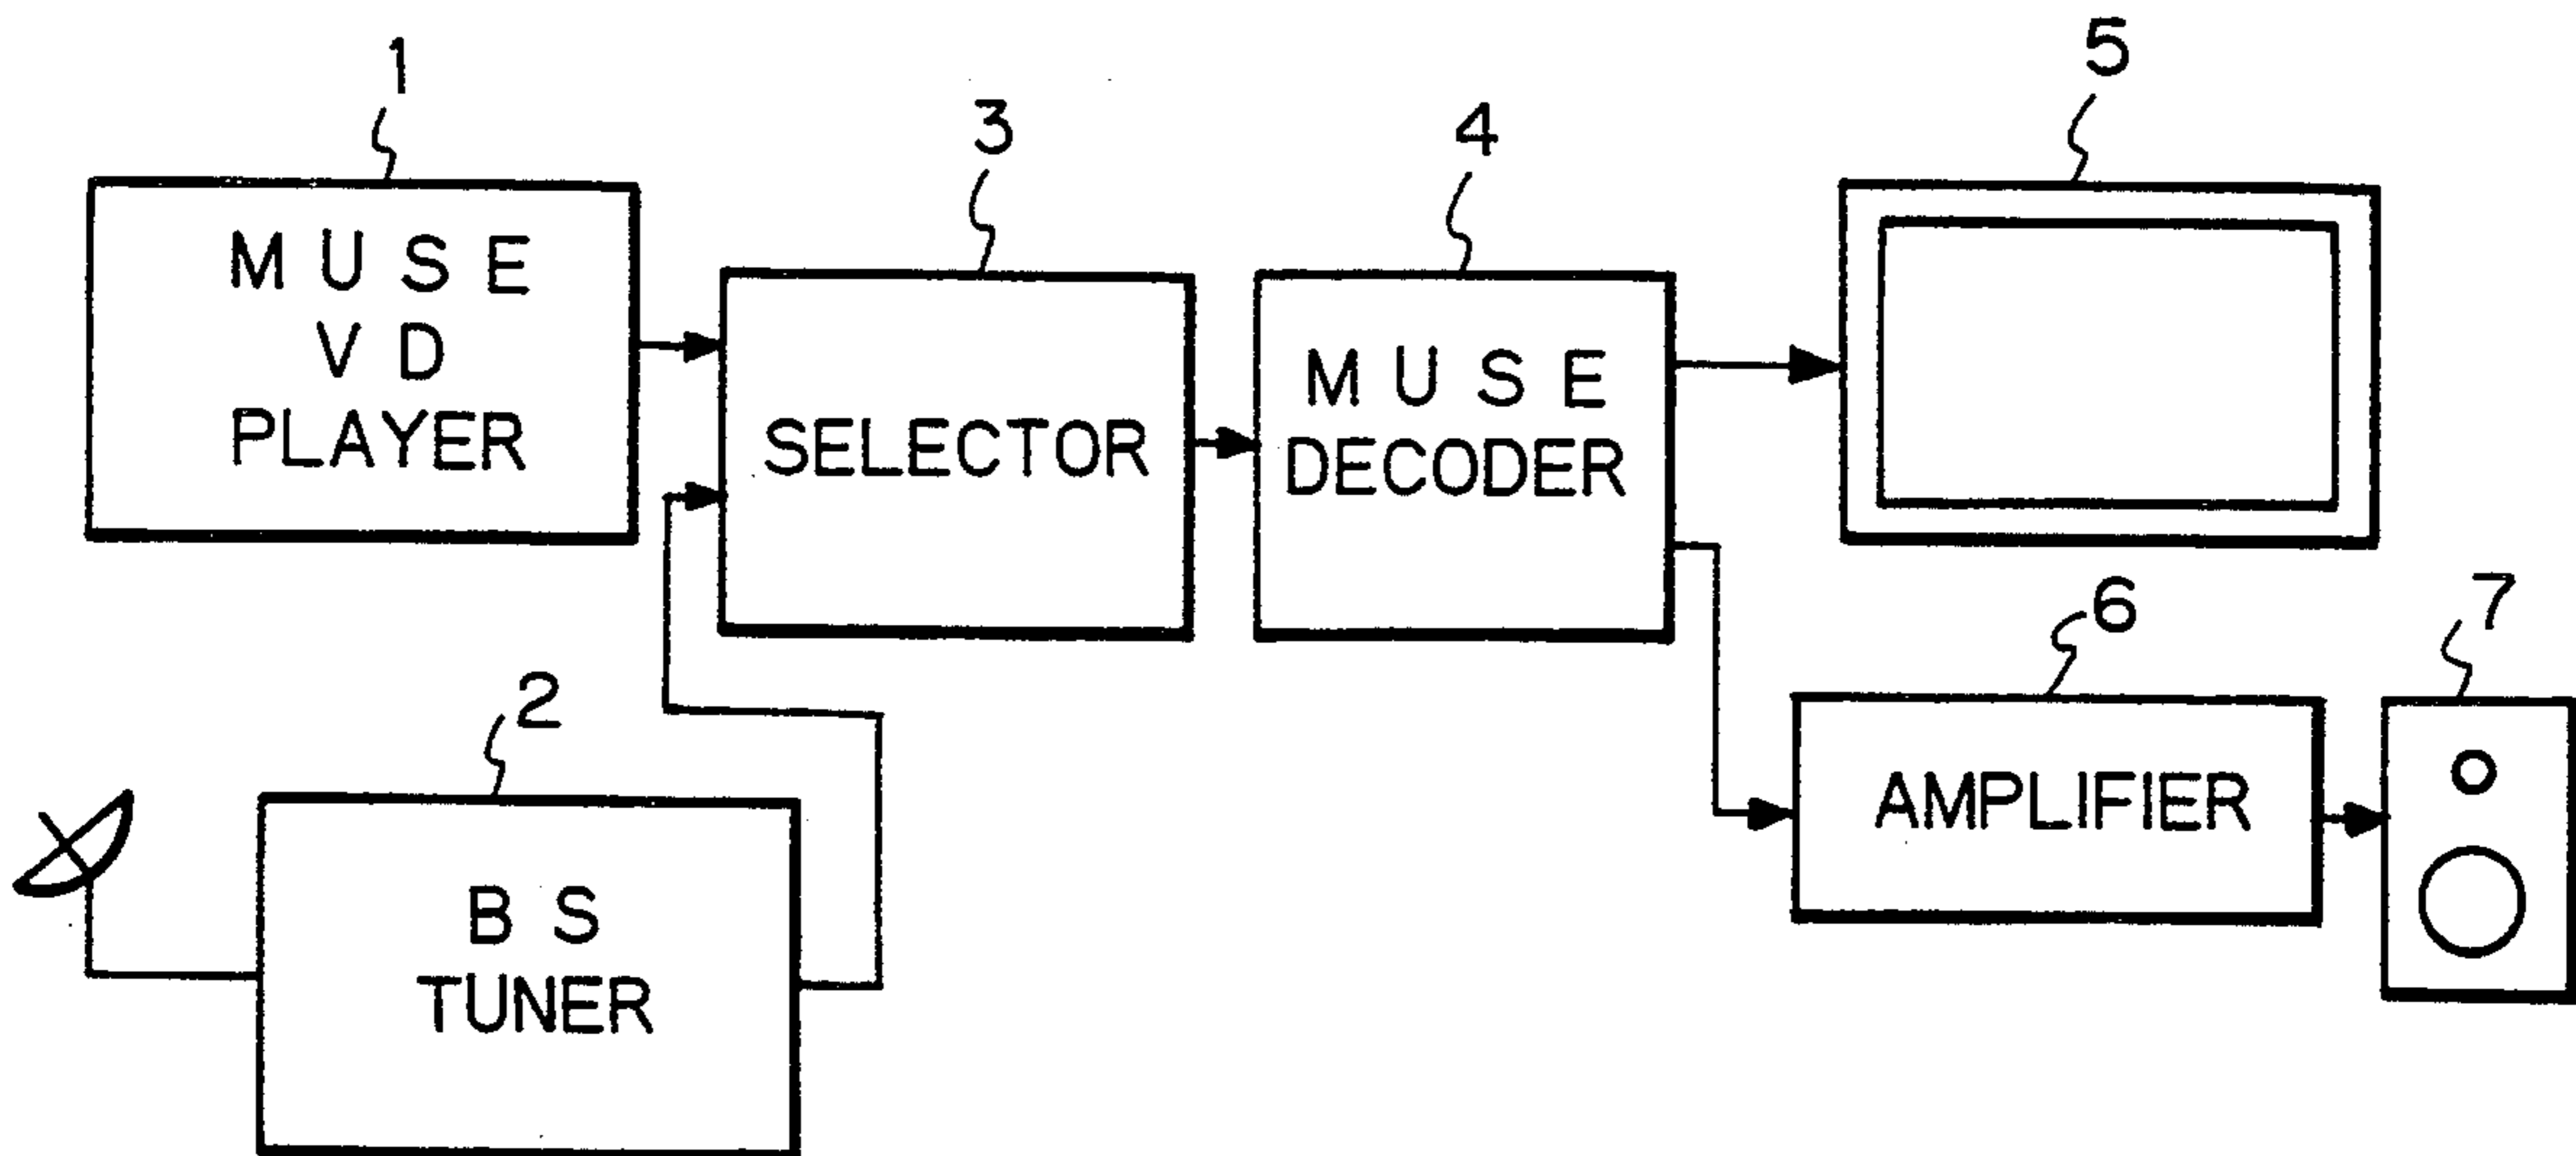 1
M U S E
V D
PLAYER
3
SELECTOR
4
M U S E
DECODER
5
2
B S
TUNER
6
AMPLIFIER
7